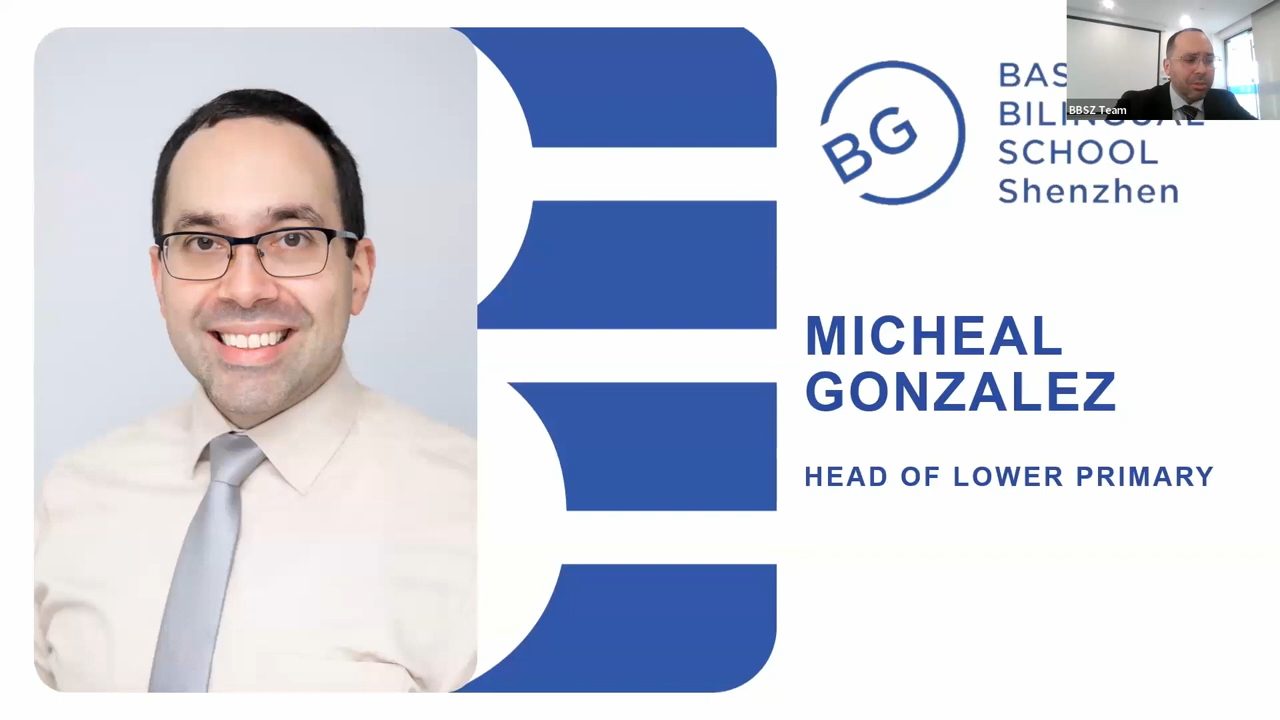 BG
BAS
BILINGUAL
SCHOOL
Shenzhen
BBSZ Team
MICHEAL
GONZALEZ
HEAD OF LOWER PRIMARY